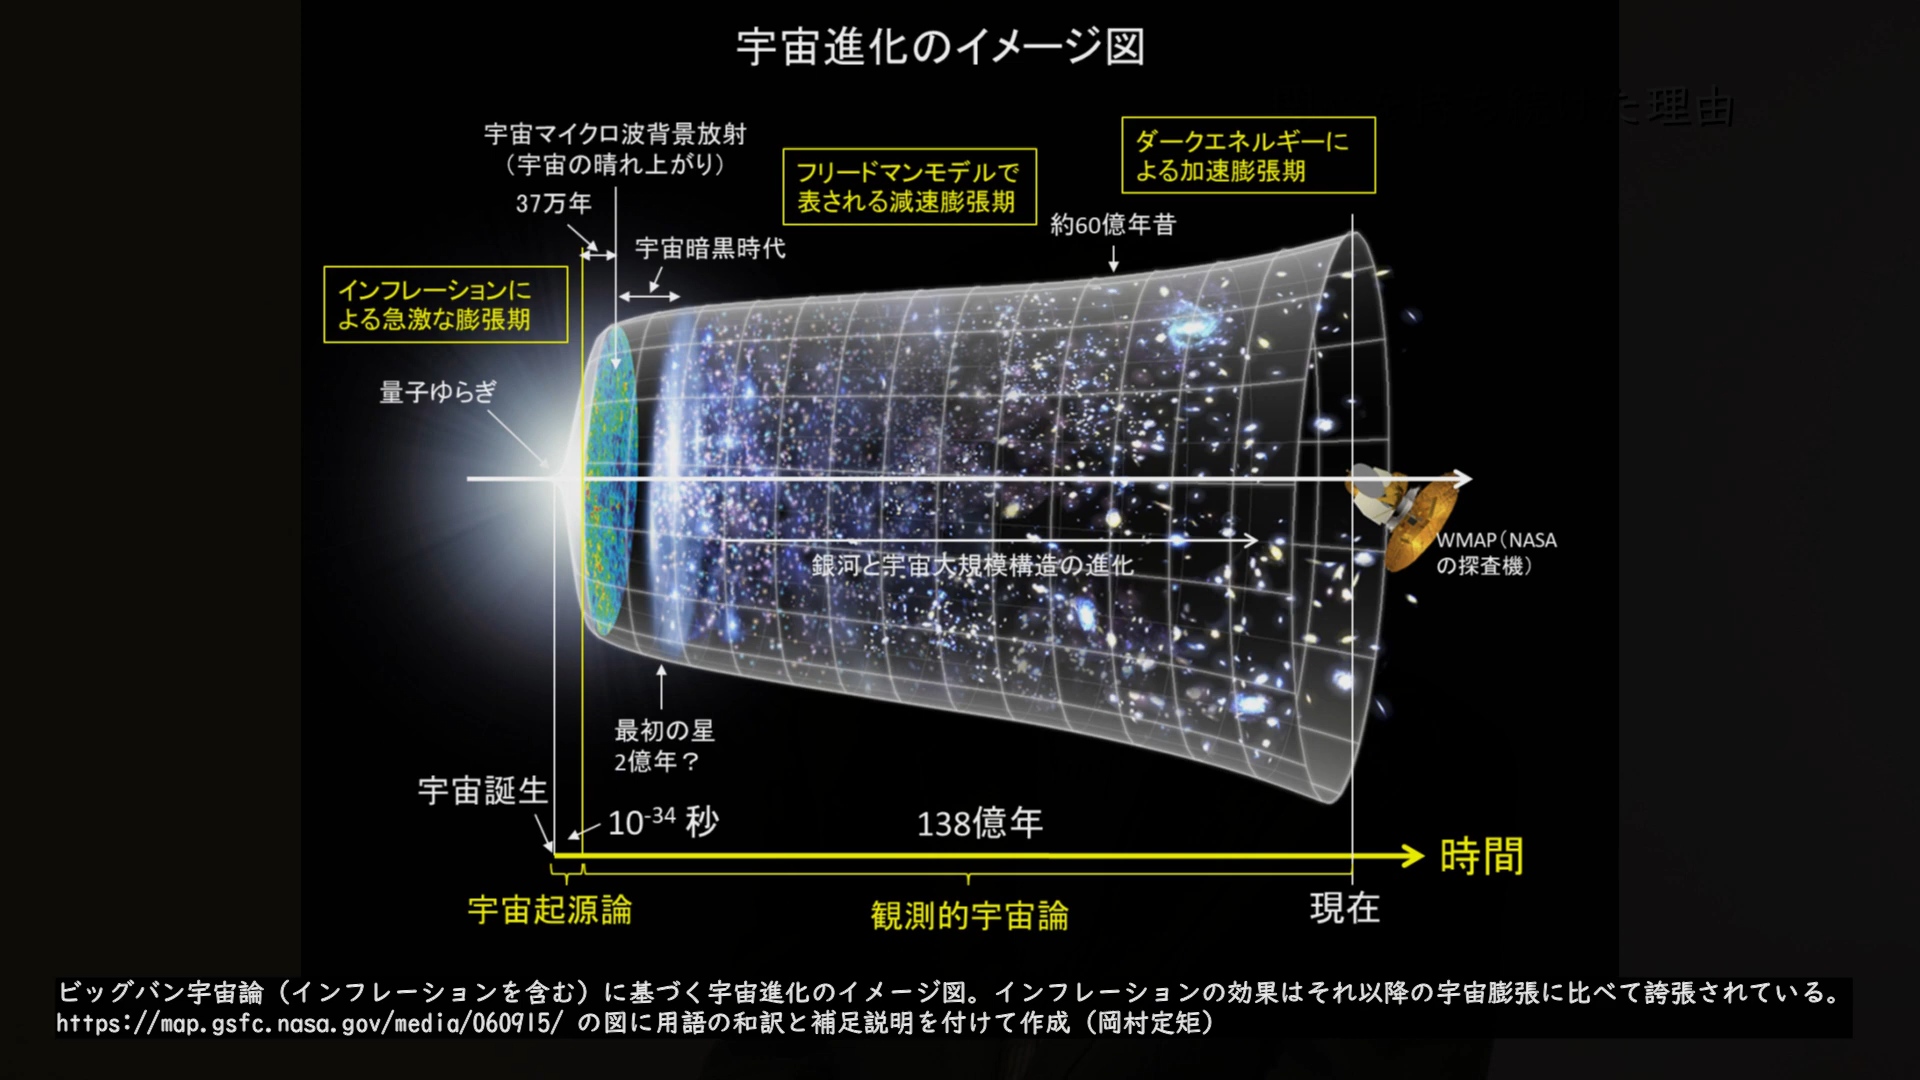 宇宙進化のイメージ図
た理由
宇宙マイクロ波背景放射
（宇宙の晴れ上がり）
37万年
宇宙暗黒時代
フリードマンモデルで
表される減速膨張期
ダークエネルギーに
よる加速膨張期
約60億年昔
インフレーションに
よる急激な膨張期
量子ゆらぎ
銀河と宇宙大規模構造の進化
WMAP（NASA
の探査機）
最初の星
2億年？
宇宙誕生
10-34 秒
138億年
時間
宇宙起源論
観測的宇宙論
現在
ビッグバン宇宙論（インフレーションを含む）に基づく宇宙進化のイメージ図。インフレーションの効果はそれ以降の宇宙膨張に比べて誇張されている。
https://map.gsfc.nasa.gov/media/060915/ の図に用語の和訳と補足説明を付けて作成（岡村定矩）